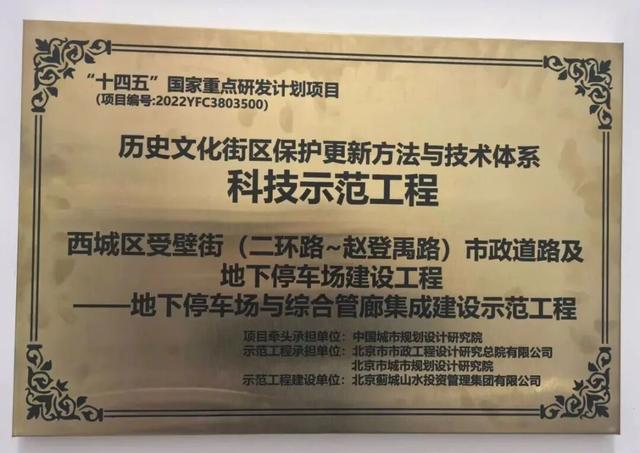 “十四五”国家重点研发计划项目
(项目编号:2022YFC3803500)
历史文化街区保护更新方法与技术体系
科技示范工程
西城区受壁街（二环路~赵登禹路）市政道路及
地下停车场建设工程
——地下停车场与综合管廊集成建设示范工程
项目牵头承担单位：中国城市规划设计研究院
示范工程承担单位：北京市市政工程设计研究总院有限公司
北京市城市规划设计研究院
示范工程建设单位：北京蓟城山水投资管理集团有限公司